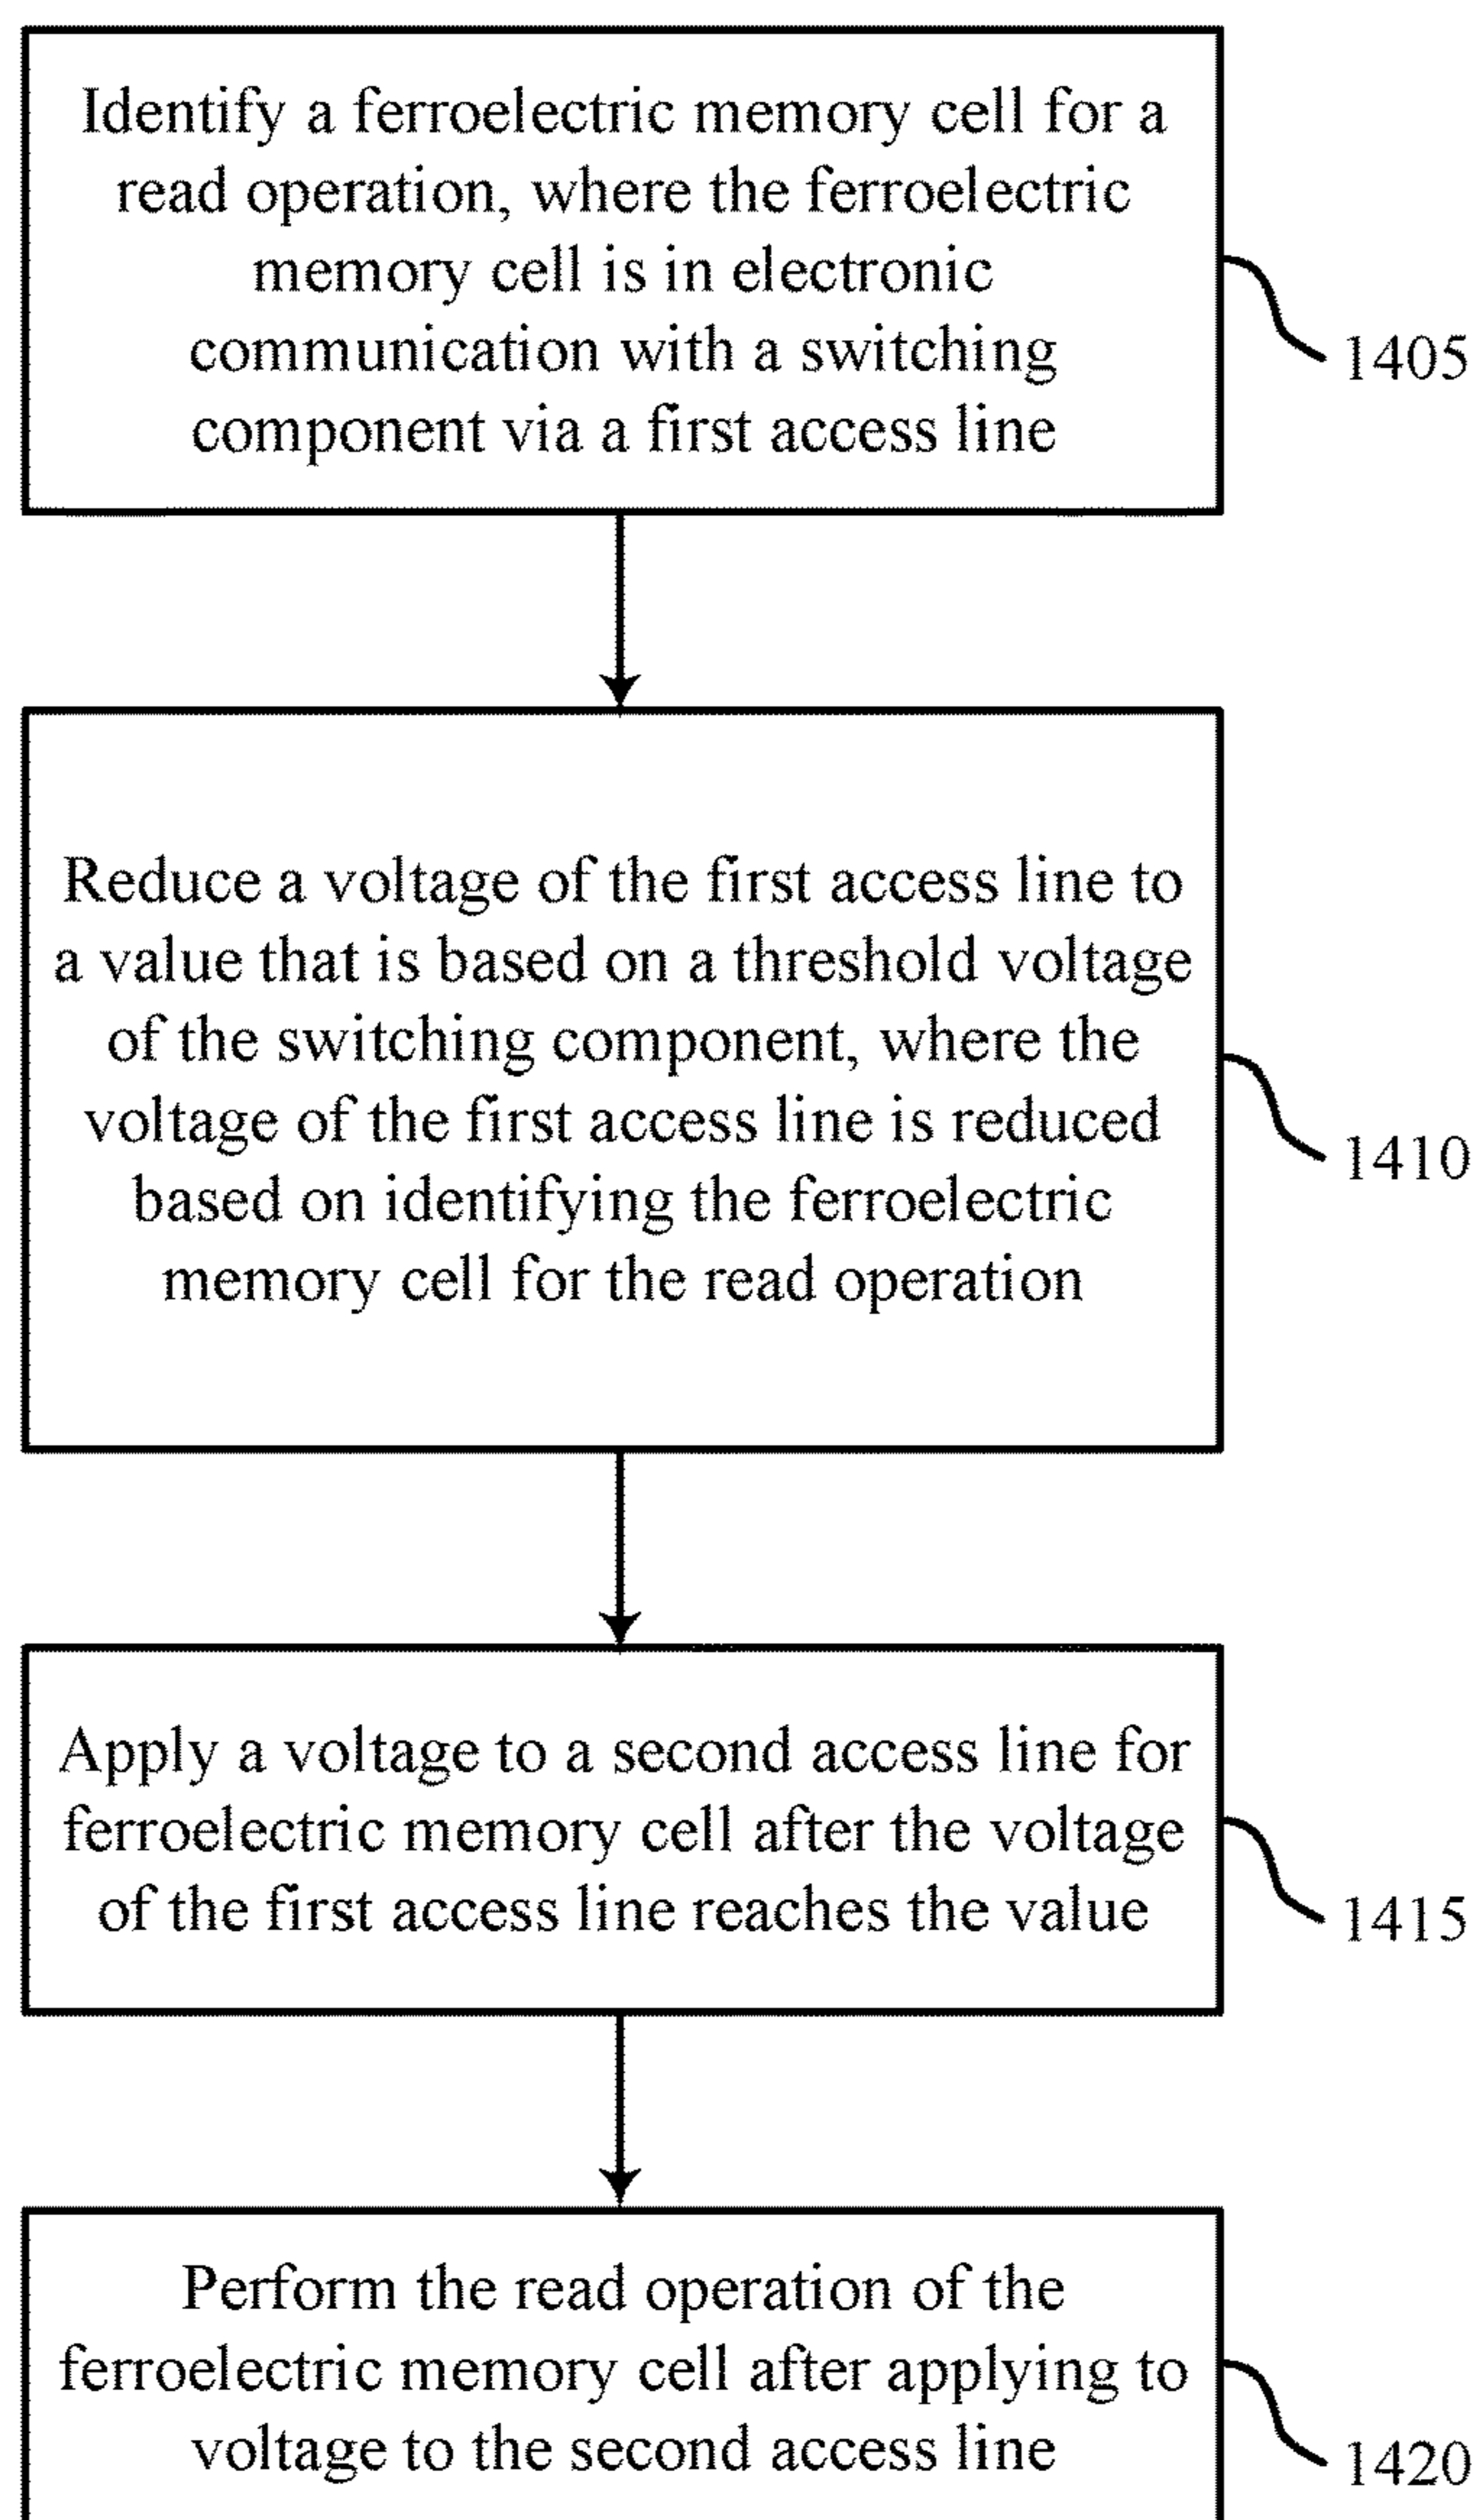 Identify a ferroelectric memory cell for a
read operation, where the ferroelectric
memory cell is in electronic
communication with a switching
component via a first access line
1405
Reduce a voltage of the first access line to
a value that is based on a threshold voltage
of the switching component, where the
voltage of the first access line is reduced
based on identifying the ferroelectric
memory cell for the read operation
1410
Apply a voltage to a second access line for
ferroelectric memory cell after the voltage
of the first access line reaches the value
1415
Perform the read operation of the
ferroelectric memory cell after applying to
voltage to the second access line
1420